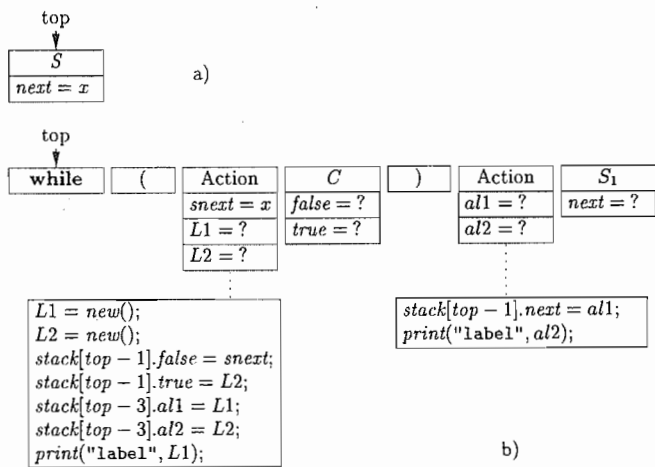 top
S
a)
next = x
top
while ( Action C ) Action S1
snext = x false = ? al1 = ? next = ?
L1 = ? true = ? al2 = ?
L2 = ?
L1 = new();
L2 = new();
stack[top − 1].false = snext;
stack[top − 1].true = L2;
stack[top − 3].al1 = L1;
stack[top − 3].al2 = L2;
print("label", L1);
stack[top − 1].next = al1;
print("label", al2);
b)